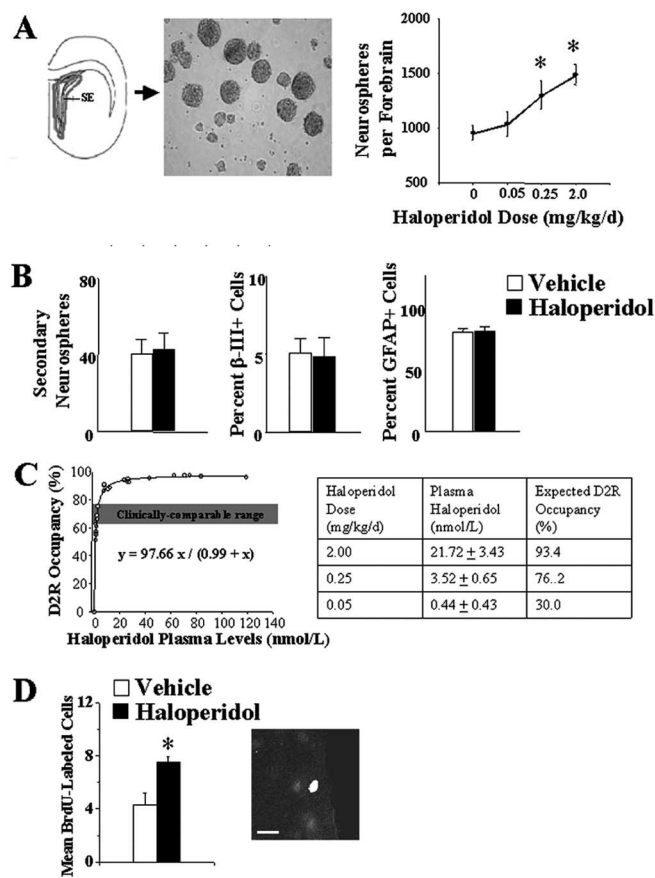 A
SE
Neurospheres
per Forebrain
2000
1500
1000
500
*
*
0
0.05
0.25
2.0
Haloperidol Dose (mg/kg/d)
B
Secondary
Neurospheres
80
40
0
Percent β-III+ Cells
10
5
0
Percent GFAP+ Cells
100
50
0
Vehicle
Haloperidol
C
D2R Occupancy (%)
100
80
60
40
20
0
Clinically-comparable range
y = 97.66 x / (0.99 + x)
0 20 40 60 80 100 120 140
Haloperidol Plasma Levels (nmol/L)
Haloperidol Dose (mg/kg/d)
Plasma Haloperidol (nmol/L)
Expected D2R Occupancy (%)
2.00 21.72 ± 3.43 93.4
0.25 3.52 ± 0.65 76..2
0.05 0.44 ± 0.43 30.0
D
Vehicle
Haloperidol
Mean BrdU-Labeled Cells
12
8
4
0
*